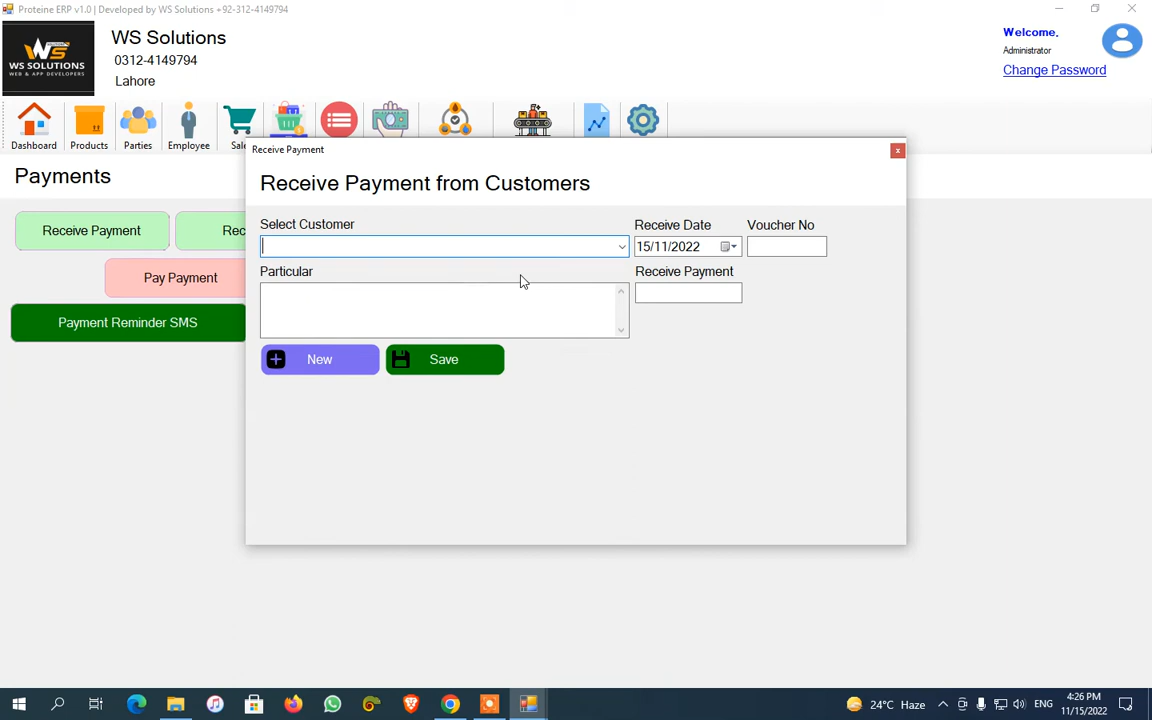 Proteine ERP v1.0 | Developed by WS Solutions +92-312-4149794
WS
WS SOLUTIONS
WEB & APP DEVELOPERS
WS Solutions
0312-4149794
Lahore
Welcome.
Administrator
Change Password
Dashboard
Products
Parties
Employee
Payments
Receive Payment
Pay Payment
Payment Reminder SMS
Receive Payment
x
Receive Payment from Customers
Select Customer
Receive Date
Voucher No
15/11/2022
Particular
Receive Payment
New
Save
24°C Haze
ENG
4:26 PM
11/15/2022